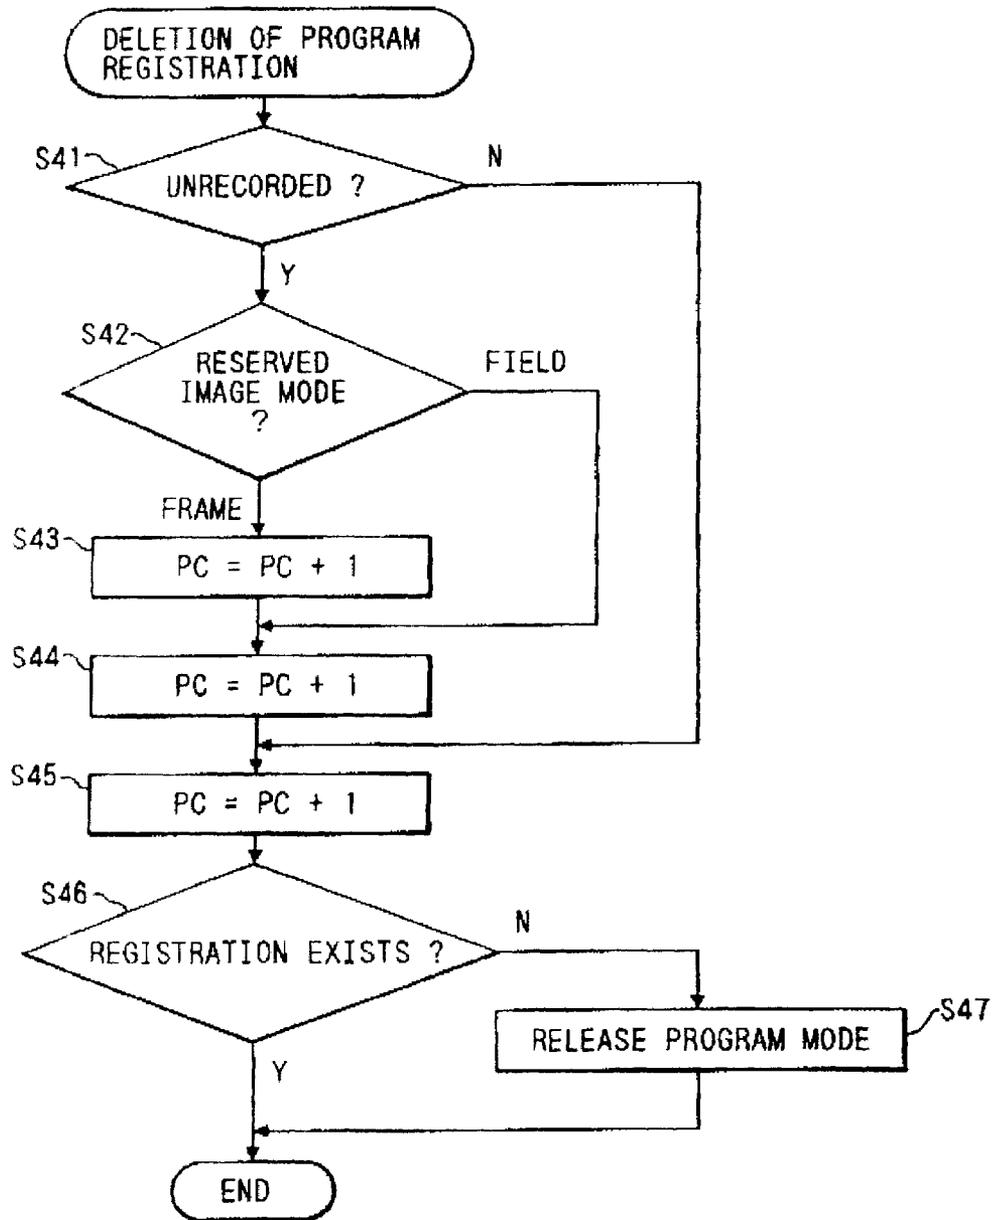 DELETION OF PROGRAM
REGISTRATION
S41
UNRECORDED ?
N
Y
S42
RESERVED
IMAGE MODE
?
FIELD
FRAME
S43
PC = PC + 1
S44
PC = PC + 1
S45
PC = PC + 1
S46
REGISTRATION EXISTS ?
N
S47
RELEASE PROGRAM MODE
Y
END